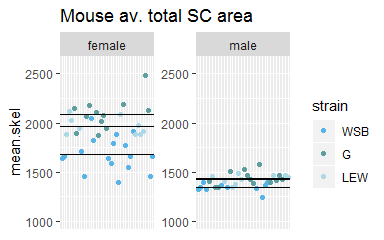 Mouse av. total SC area
female
male
mean.skel
2500
2000
1500
1000
2500
2000
1500
1000
strain
WSB
G
LEW